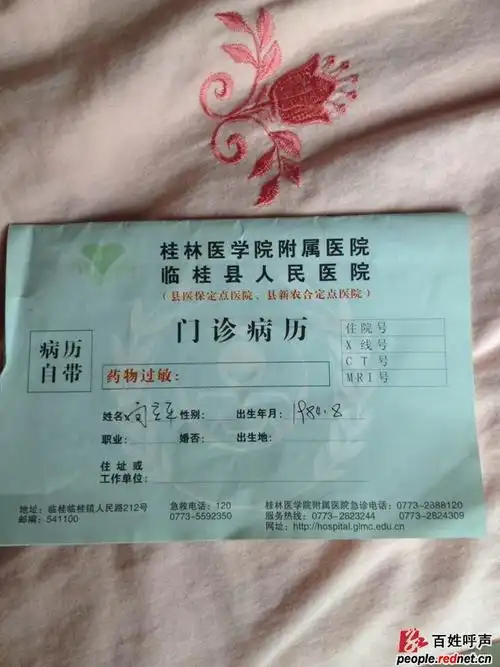 桂林医学院附属医院
临桂县人民医院
(县医保定点医院、县新农合定点医院)
门诊病历
病历
自带
住院号
X线号
CT号
MRI号
药物过敏:
姓名: 性别: 出生年月: 1980.8
职业: 婚否: 出生地:
住址或
工作单位:
地址: 临桂临桂镇人民路212号
邮编: 541100
急救电话: 120
0773-5592350
桂林医学院附属医院急诊电话: 0773-2888120
服务热线: 0773-2823244 0773-2824309
网址: http://hospital.glmc.edu.cn
百姓呼声
people.rednet.cn